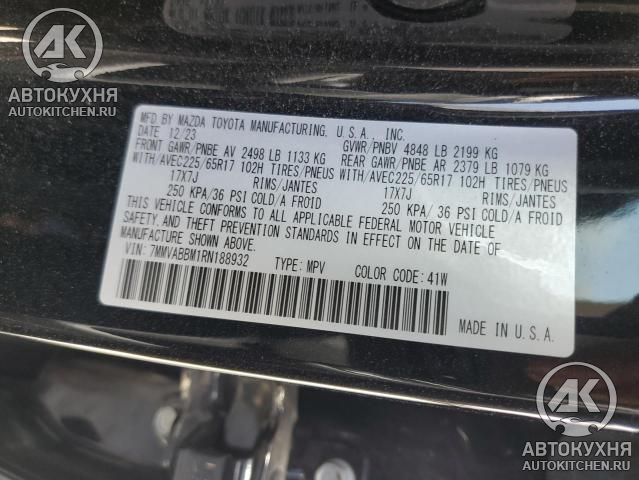 AK
АВТОКУХНЯ
AUTOKITCHEN.RU
MFD BY MAZDA TOYOTA MANUFACTURING, U.S.A., INC.
DATE 12/23 GVWR/PNBV 4848 LB 2199 KG
FRONT GAWR/PNBE AV 2498 LB 1133 KG REAR GAWR/PNBE AR 2379 LB 1079 KG
WITH/AVEC225/65R17 102H TIRES/PNEUS WITH/AVEC225/65R17 102H TIRES/PNEUS
17X7J RIMS/JANTES 17X7J RIMS/JANTES
250 KPA/36 PSI COLD/A FROID 250 KPA/ 36 PSI COLD/A FROID
THIS VEHICLE CONFORMS TO ALL APPLICABLE FEDERAL MOTOR VEHICLE
SAFETY, AND THEFT PREVENTION STANDARDS IN EFFECT ON THE DATE OF
MANUFACTURE SHOWN ABOVE.
VIN: 7MMVABBM1RN188932 TYPE: MPV COLOR CODE: 41W
MADE IN U.S.A.
AK
АВТОКУХНЯ
AUTOKITCHEN.RU